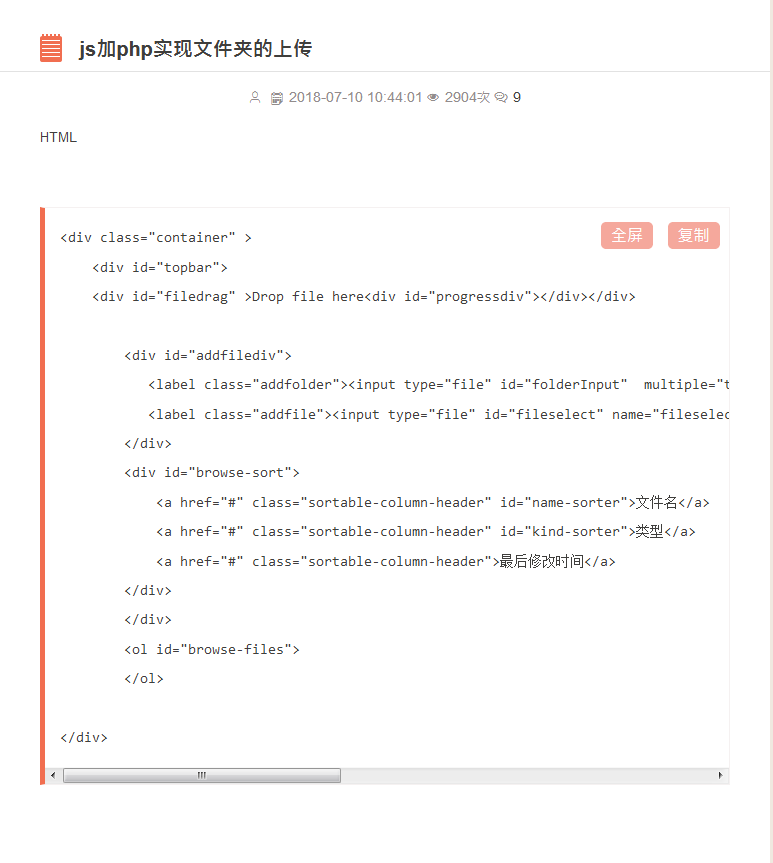 js加php实现文件夹的上传
2018-07-10 10:44:01 2904次 9
HTML
全屏 复制
<div class="container" >
    <div id="topbar">
    <div id="filedrag" >Drop file here<div id="progressdiv"></div></div>
        <div id="addfilediv">
           <label class="addfolder"><input type="file" id="folderInput"  multiple="t
           <label class="addfile"><input type="file" id="fileselect" name="fileselec
        </div>
        <div id="browse-sort">
            <a href="#" class="sortable-column-header" id="name-sorter">文件名</a>
            <a href="#" class="sortable-column-header" id="kind-sorter">类型</a>
            <a href="#" class="sortable-column-header">最后修改时间</a>
        </div>
        </div>
        <ol id="browse-files">
        </ol>
</div>